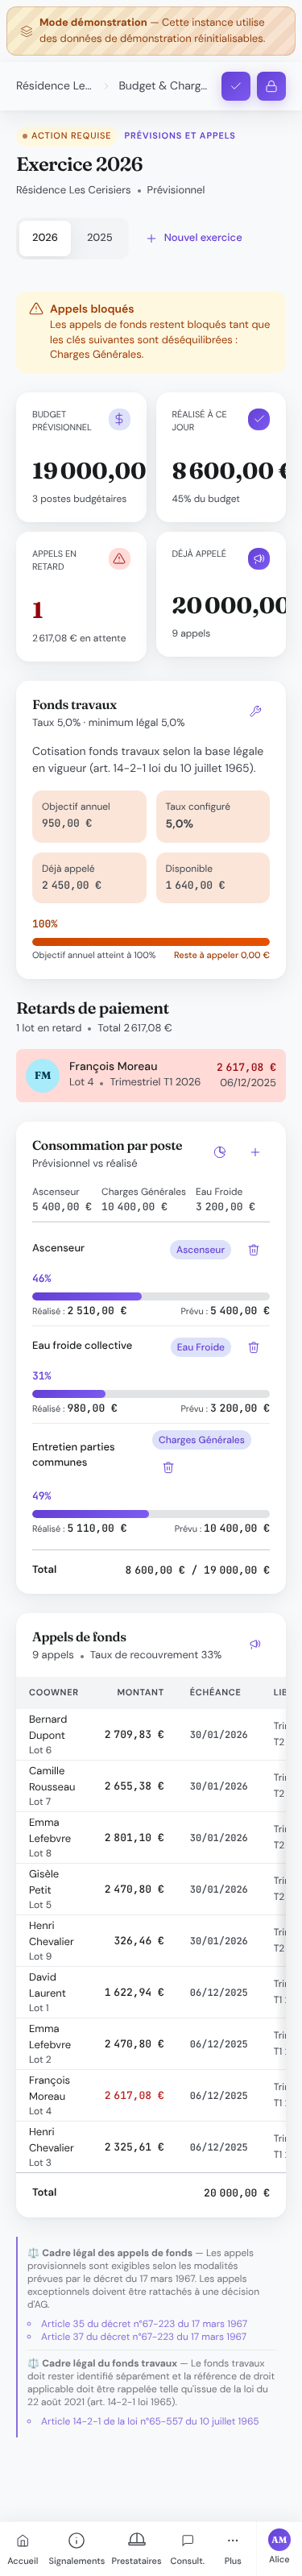 Mode démonstration — Cette instance utilise
des données de démonstration réinitialisables.
Résidence Le... > Budget & Charg...
ACTION REQUISE PRÉVISIONS ET APPELS
Exercice 2026
Résidence Les Cerisiers • Prévisionnel
2026 2025 + Nouvel exercice
Appels bloqués
Les appels de fonds restent bloqués tant que
les clés suivantes sont déséquilibrées :
Charges Générales.
BUDGET
PRÉVISIONNEL
19 000,00
3 postes budgétaires
RÉALISÉ À CE
JOUR
8 600,00 €
45% du budget
APPELS EN
RETARD
1
2 617,08 € en attente
DÉJÀ APPELÉ
20 000,00
9 appels
Fonds travaux
Taux 5,0% · minimum légal 5,0%
Cotisation fonds travaux selon la base légale
en vigueur (art. 14-2-1 loi du 10 juillet 1965).
Objectif annuel
950,00 €
Taux configuré
5,0%
Déjà appelé
2 450,00 €
Disponible
1 640,00 €
100%
Objectif annuel atteint à 100% Reste à appeler 0,00 €
Retards de paiement
1 lot en retard • Total 2 617,08 €
FM
François Moreau
Lot 4 • Trimestriel T1 2026
2 617,08 €
06/12/2025
Consommation par poste
Prévisionnel vs réalisé
Ascenseur Charges Générales Eau Froide
5 400,00 € 10 400,00 € 3 200,00 €
Ascenseur Ascenseur
46%
Réalisé : 2 510,00 € Prévu : 5 400,00 €
Eau froide collective Eau Froide
31%
Réalisé : 980,00 € Prévu : 3 200,00 €
Entretien parties
communes
Charges Générales
49%
Réalisé : 5 110,00 € Prévu : 10 400,00 €
Total 8 600,00 € / 19 000,00 €
Appels de fonds
9 appels • Taux de recouvrement 33%
COOWNER MONTANT ÉCHÉANCE LIE
Bernard
Dupont
Lot 6
2 709,83 € 30/01/2026 Trin
T2
Camille
Rousseau
Lot 7
2 655,38 € 30/01/2026 Trin
T2
Emma
Lefebvre
Lot 8
2 801,10 € 30/01/2026 Trin
T2
Gisèle
Petit
Lot 5
2 470,80 € 30/01/2026 Trin
T2
Henri
Chevalier
Lot 9
326,46 € 30/01/2026 Trin
T2
David
Laurent
Lot 1
1 622,94 € 06/12/2025 Trin
T1
Emma
Lefebvre
Lot 2
2 470,80 € 06/12/2025 Trin
T1
François
Moreau
Lot 4
2 617,08 € 06/12/2025 Trin
T1
Henri
Chevalier
Lot 3
2 325,61 € 06/12/2025 Trin
T1
Total 20 000,00 €
⚖️ Cadre légal des appels de fonds — Les appels
provisionnels sont exigibles selon les modalités
prévues par le décret du 17 mars 1967. Les appels
exceptionnels doivent être rattachés à une décision
d'AG.
Article 35 du décret n°67-223 du 17 mars 1967
Article 37 du décret n°67-223 du 17 mars 1967
⚖️ Cadre légal du fonds travaux — Le fonds travaux
doit rester identifié séparément et la référence de droit
applicable doit être rappelée telle qu'issue de la loi du
22 août 2021 (art. 14-2-1 loi 1965).
Article 14-2-1 de la loi n°65-557 du 10 juillet 1965
AM
Accueil Signalements Prestataires Consult. Plus Alice